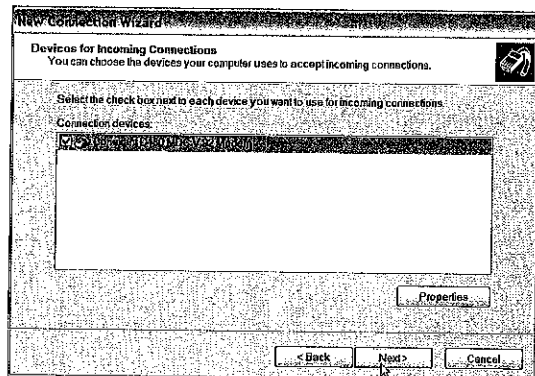 New Connection Wizard
Devices for Incoming Connections
You can choose the devices your computer uses to accept incoming connections.
Select the check box next to each device you want to use for incoming connections.
Connection devices:
Properties
< Back
Next >
Cancel